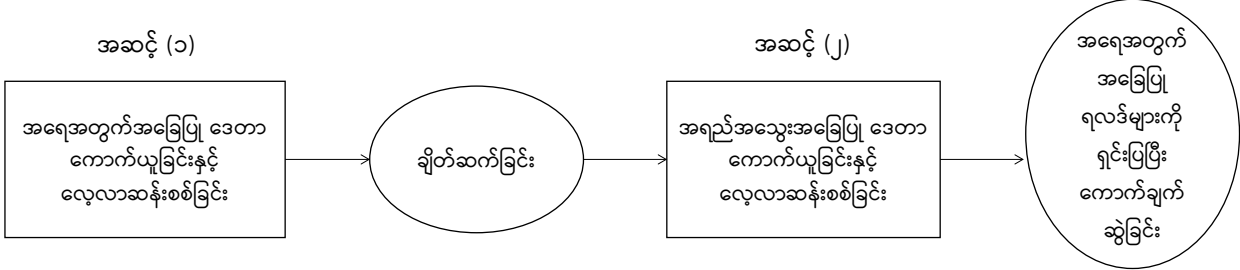 အဆင့် (၁)
အရေအတွက်အခြေပြု ဒေတာ
ကောက်ယူခြင်းနှင့်
လေ့လာဆန်းစစ်ခြင်း
ချိတ်ဆက်ခြင်း
အဆင့် (၂)
အရည်အသွေးအခြေပြု ဒေတာ
ကောက်ယူခြင်းနှင့်
လေ့လာဆန်းစစ်ခြင်း
အရေအတွက်
အခြေပြု
ရလဒ်များကို
ရှင်းပြပြီး
ကောက်ချက်
ဆွဲခြင်း